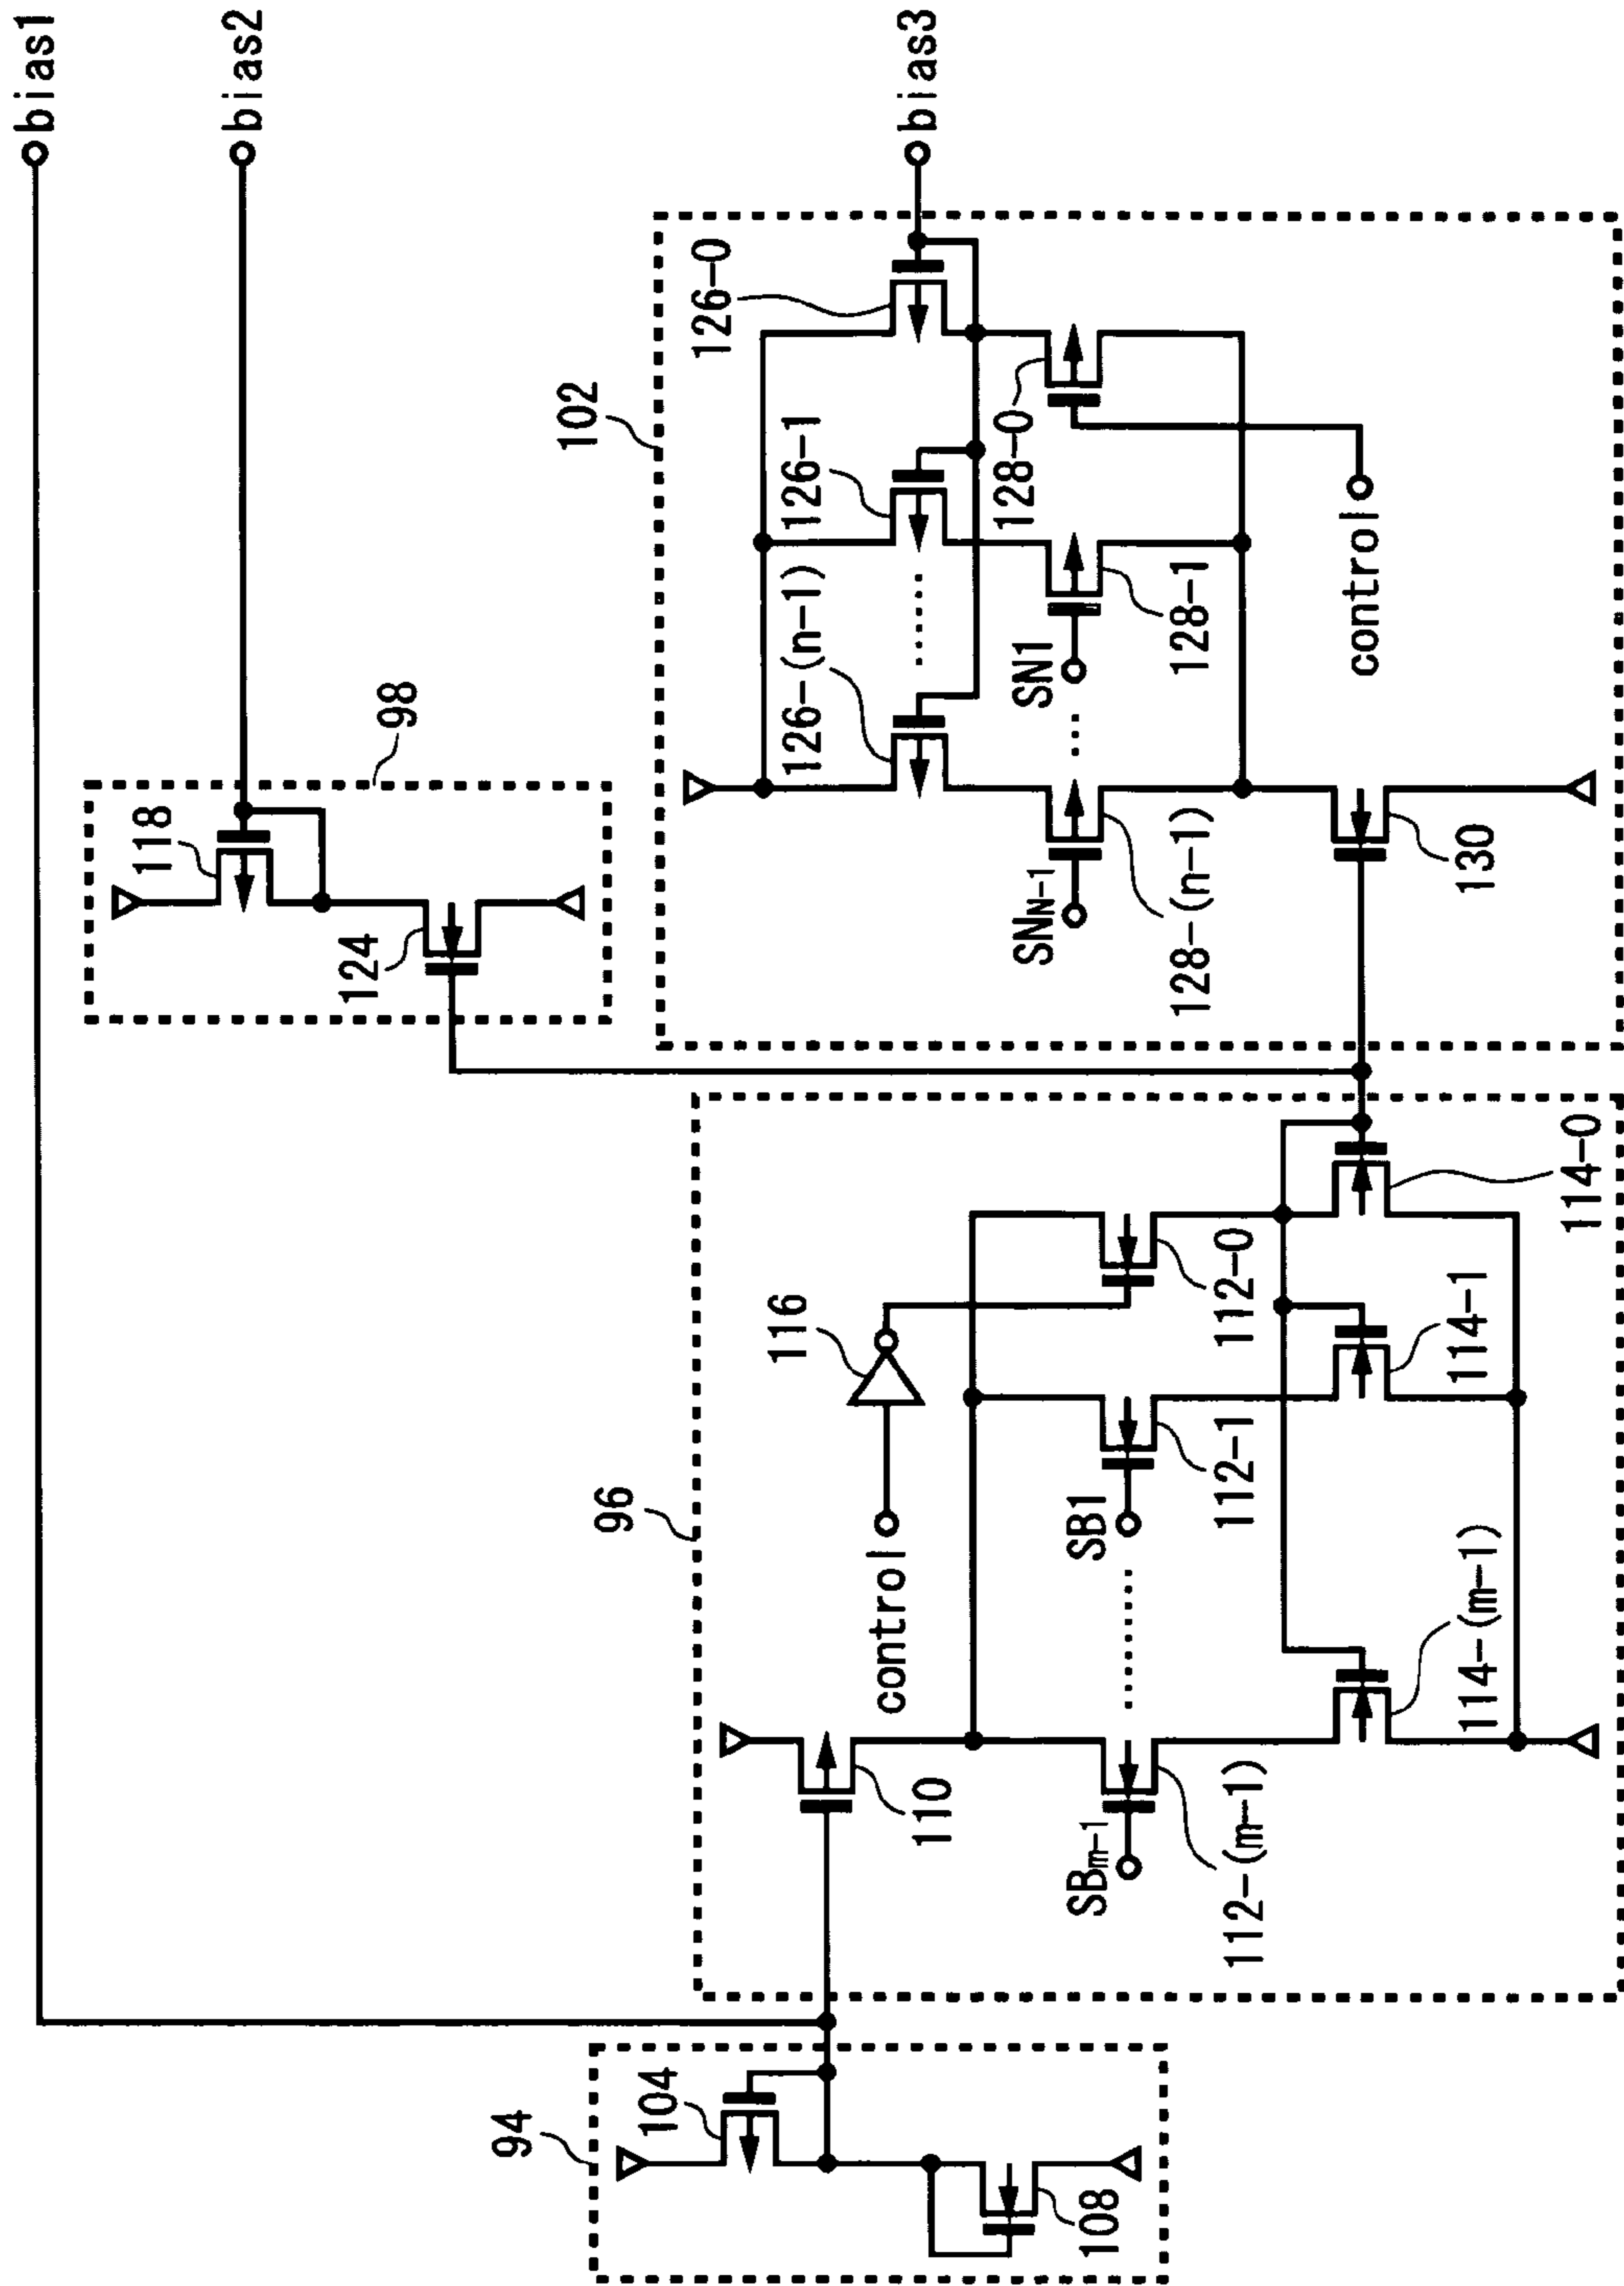 bias1
bias2
bias3
98
118
124
102
126-0
126-1
126-(n-1)
128-0
SN1
128-1
SNN-1
128-(n-1)
control
130
96
116
control
110
112-0
SB1
112-1
SBm-1
112-(m-1)
114-0
114-1
114-(m-1)
94
104
108